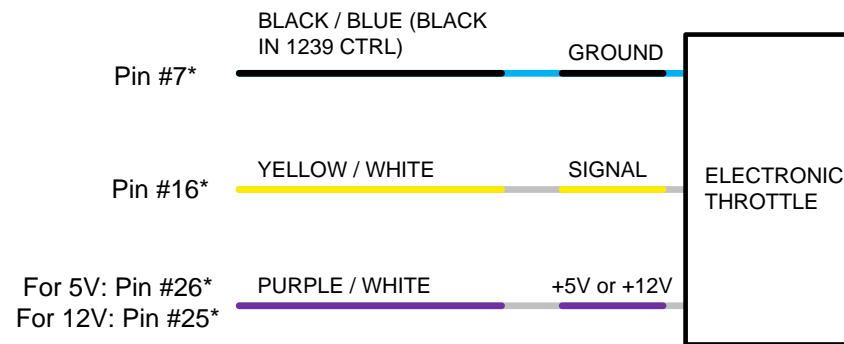 BLACK / BLUE (BLACK
IN 1239 CTRL)
GROUND
Pin #7*
YELLOW / WHITE
SIGNAL
Pin #16*
ELECTRONIC
THROTTLE
For 5V: Pin #26*
For 12V: Pin #25*
PURPLE / WHITE
+5V or +12V